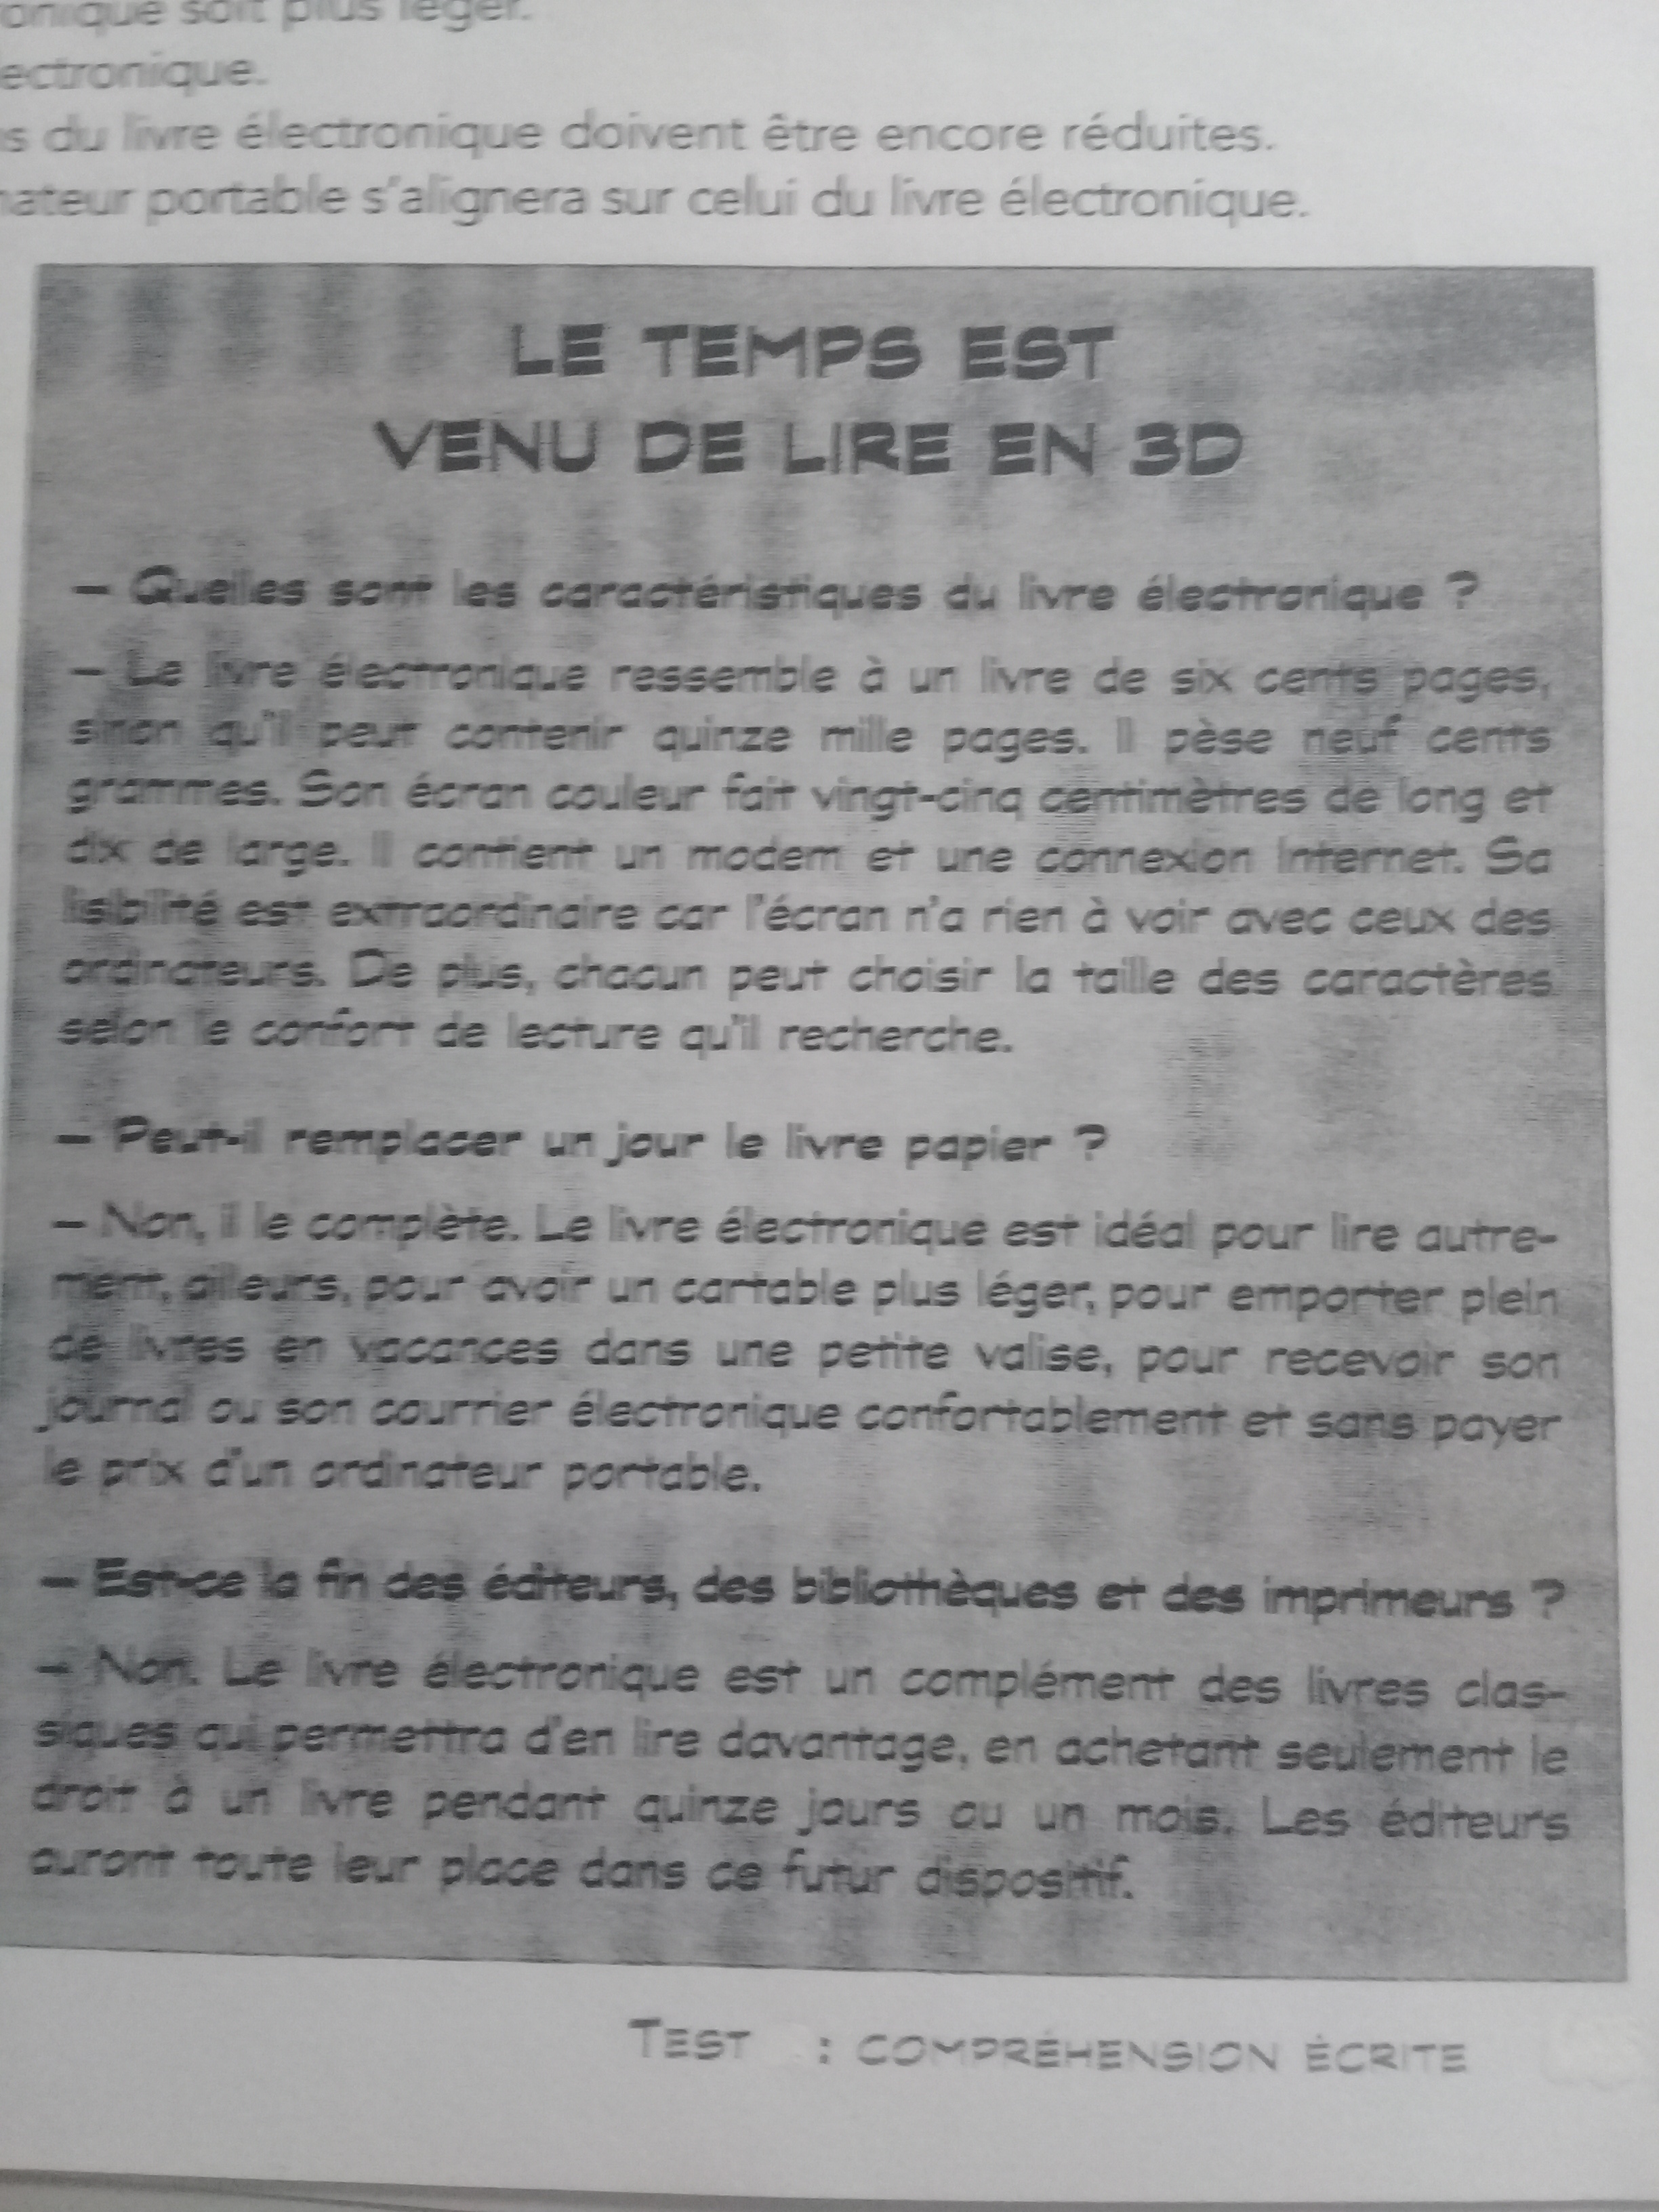 onique soit plus léger.
ectronique.
s du livre électronique doivent être encore réduites.
nateur portable s'alignera sur celui du livre électronique.
LE TEMPS EST
VENU DE LIRE EN 3D
– Quelles sont les caractéristiques du livre électronique ?
– Le livre électronique ressemble à un livre de six cents pages,
sinon qu'il peut contenir quinze mille pages. Il pèse neuf cents
grammes. Son écran couleur fait vingt-cinq centimètres de long et
dix de large. Il contient un modem et une connexion Internet. Sa
lisibilité est extraordinaire car l'écran n'a rien à voir avec ceux des
ordinateurs. De plus, chacun peut choisir la taille des caractères
selon le confort de lecture qu'il recherche.
– Peut-il remplacer un jour le livre papier ?
– Non, il le complète. Le livre électronique est idéal pour lire autre-
ment, ailleurs, pour avoir un cartable plus léger, pour emporter plein
de livres en vacances dans une petite valise, pour recevoir son
journal ou son courrier électronique confortablement et sans payer
le prix d'un ordinateur portable.
– Est-ce la fin des éditeurs, des bibliothèques et des imprimeurs ?
– Non. Le livre électronique est un complément des livres clas-
siques qui permettra d'en lire davantage, en achetant seulement le
droit à un livre pendant quinze jours ou un mois. Les éditeurs
auront toute leur place dans ce futur dispositif.
TEST : COMPRÉHENSION ÉCRITE